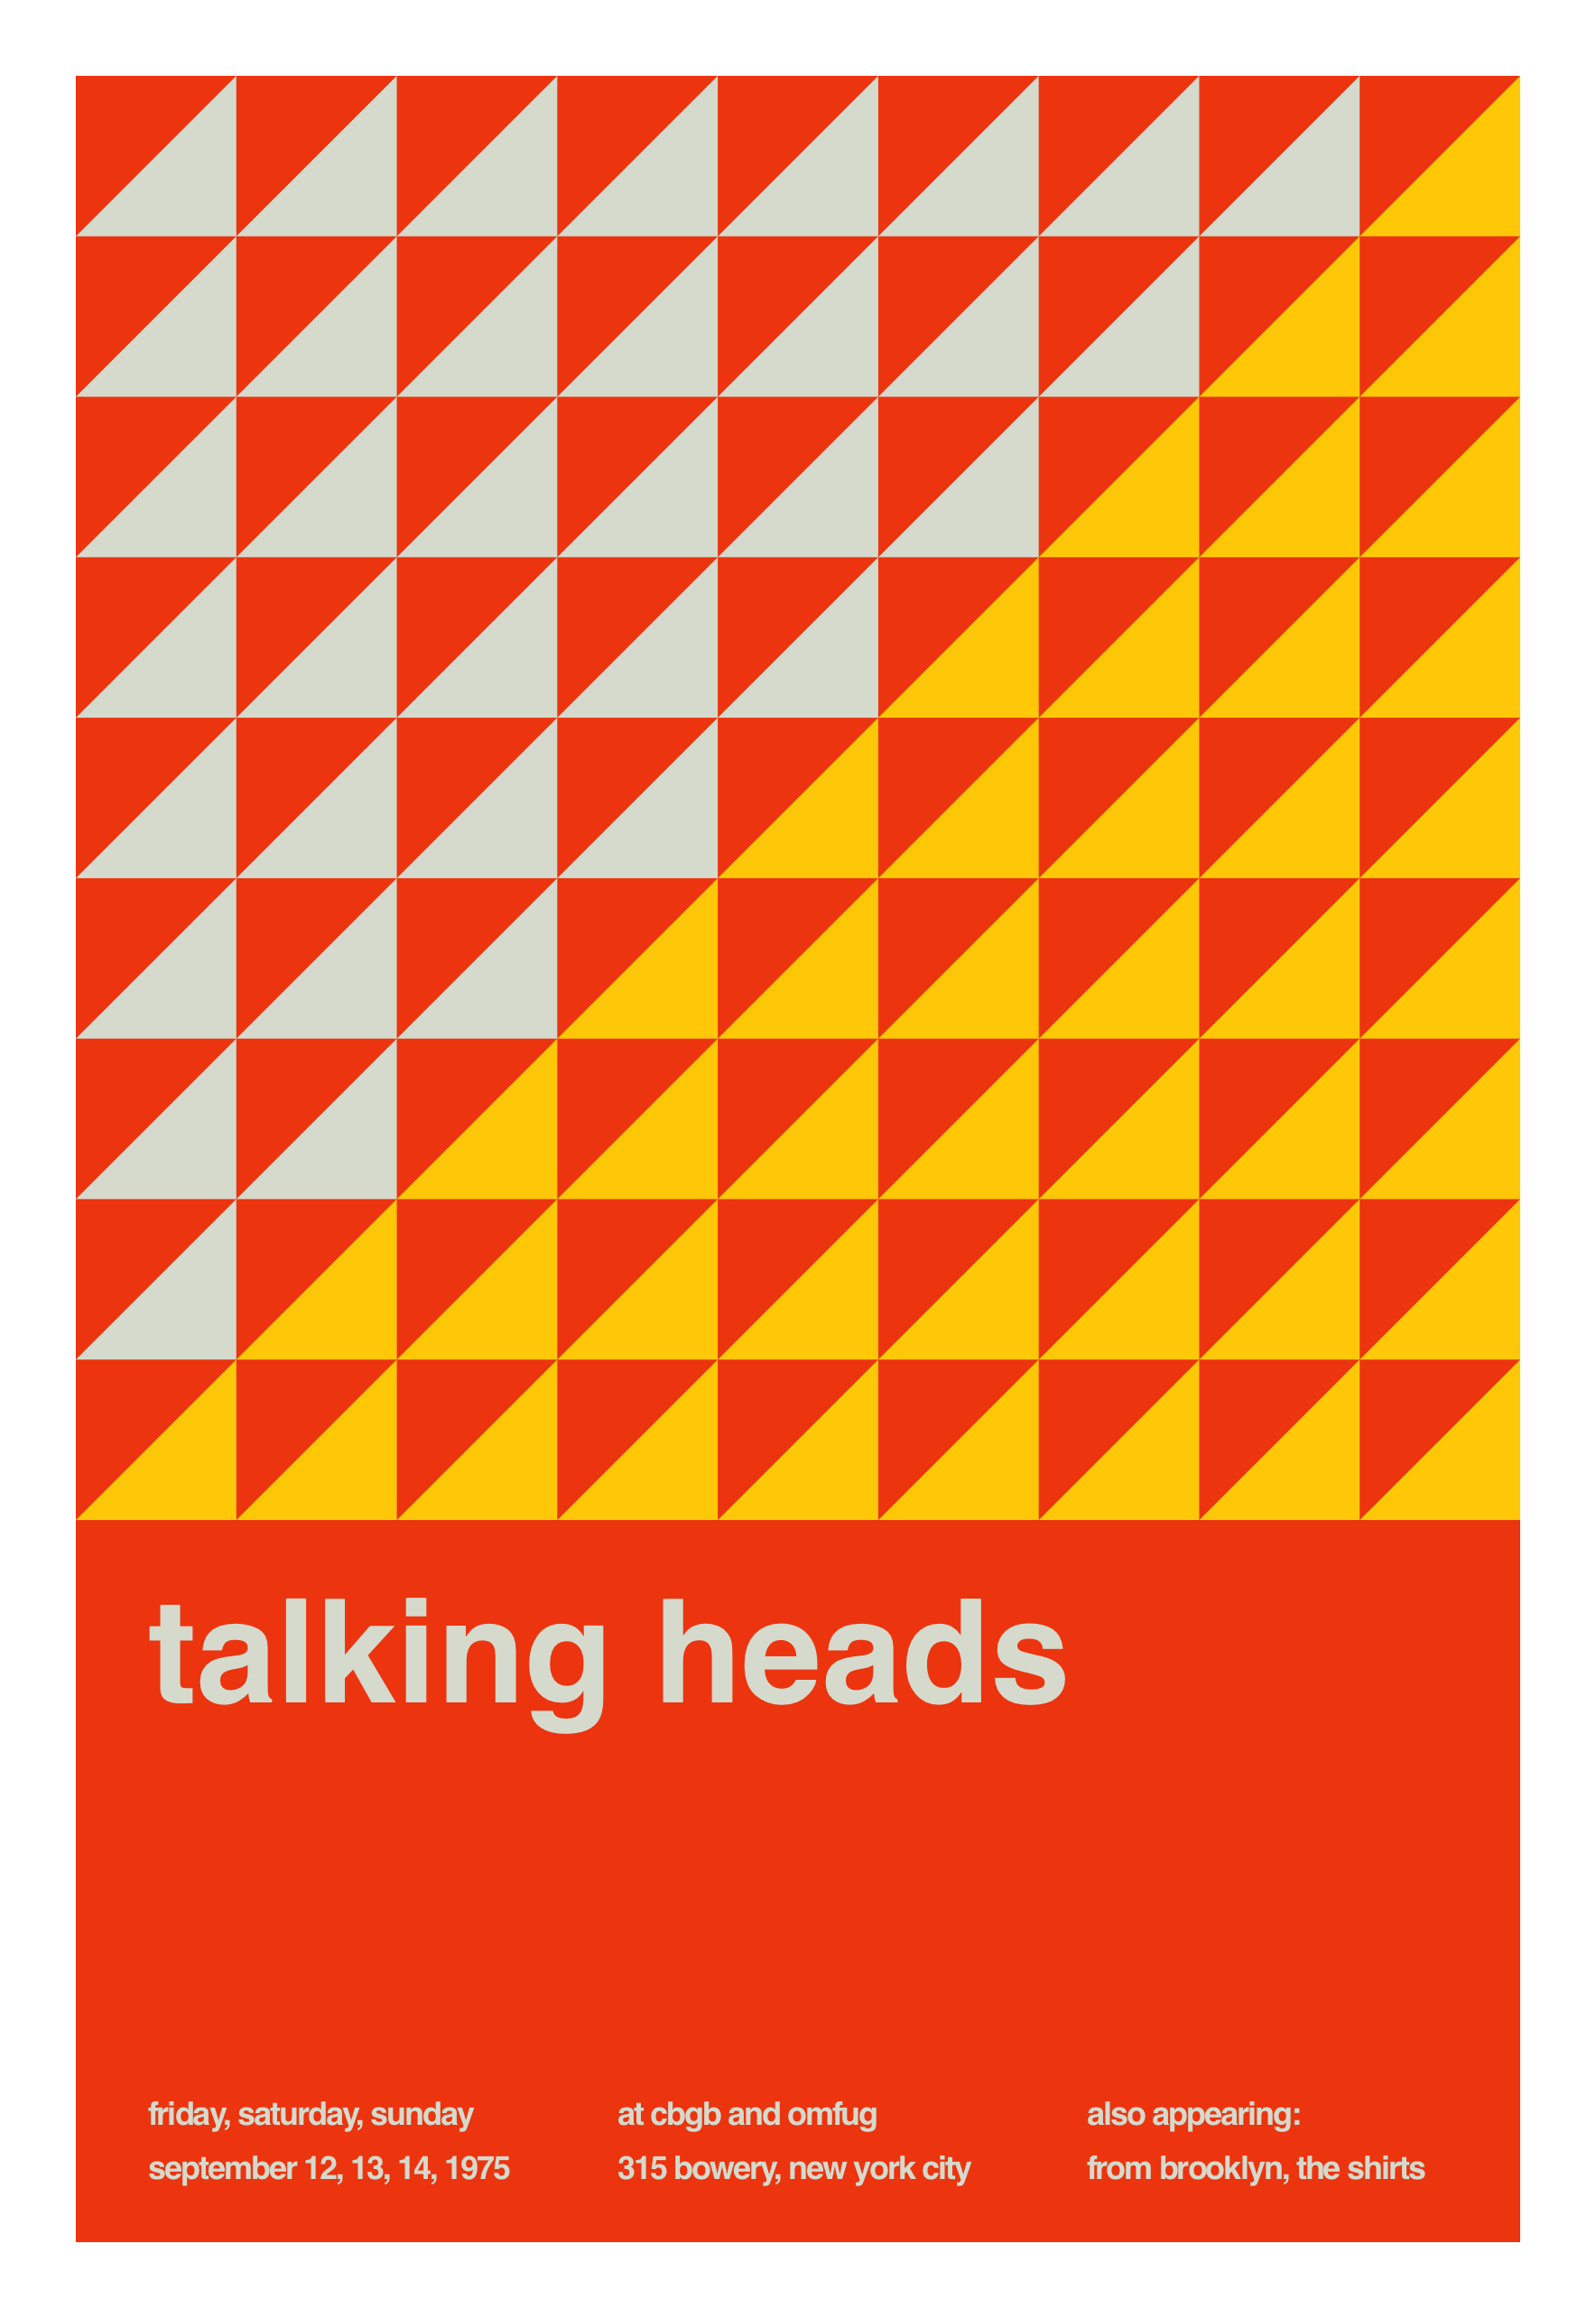 talking heads
friday, saturday, sunday
september 12, 13, 14, 1975
at cbgb and omfug
315 bowery, new york city
also appearing:
from brooklyn, the shirts